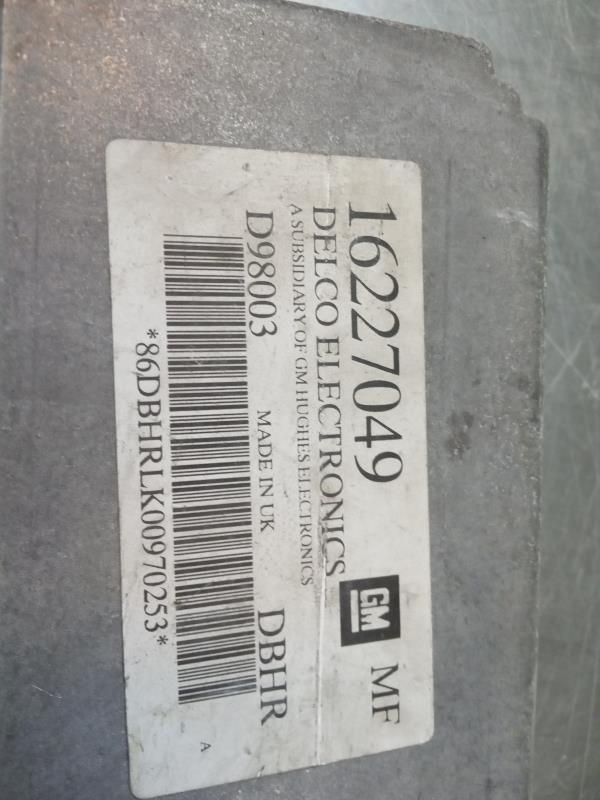 16227049 GM MF
DELCO ELECTRONICS
A SUBSIDIARY OF GM HUGHES ELECTRONICS
D98003 MADE IN UK DBHR
*86DBHRLK00970253*
A